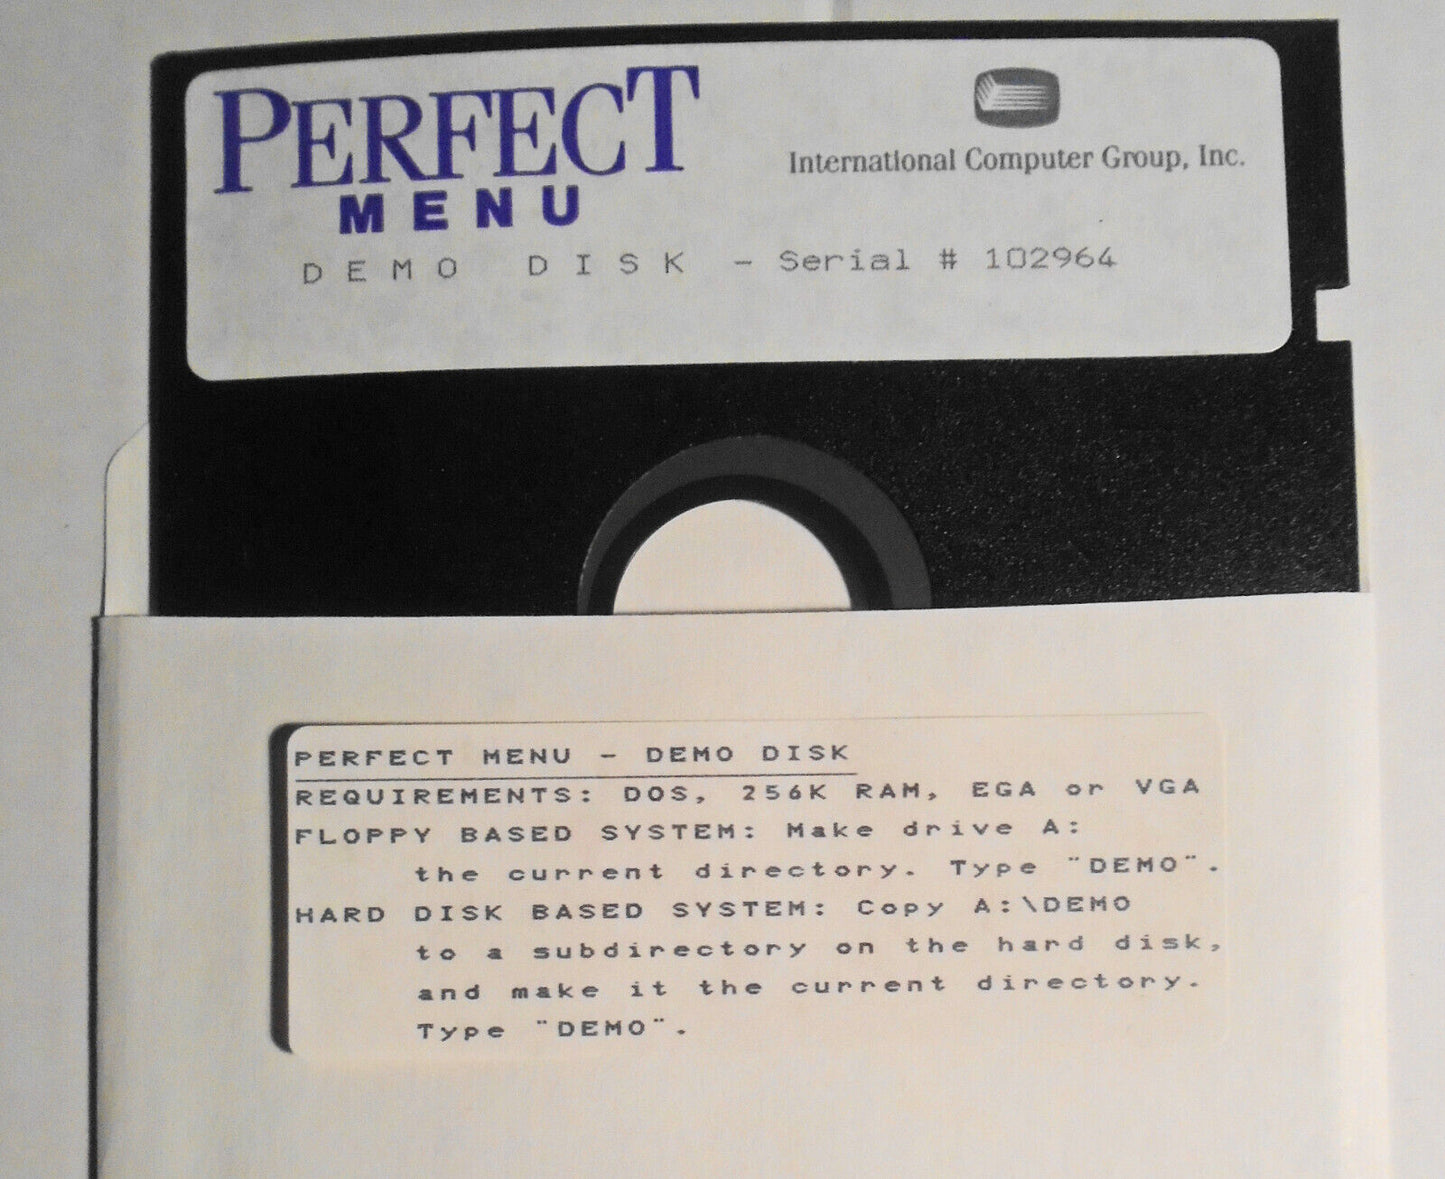 PERFECT
MENU
International Computer Group, Inc.
DEMO DISK - Serial # 102964
PERFECT MENU - DEMO DISK
REQUIREMENTS: DOS, 256K RAM, EGA or VGA
FLOPPY BASED SYSTEM: Make drive A:
the current directory. Type "DEMO".
HARD DISK BASED SYSTEM: Copy A:\DEMO
to a subdirectory on the hard disk,
and make it the current directory.
Type "DEMO".